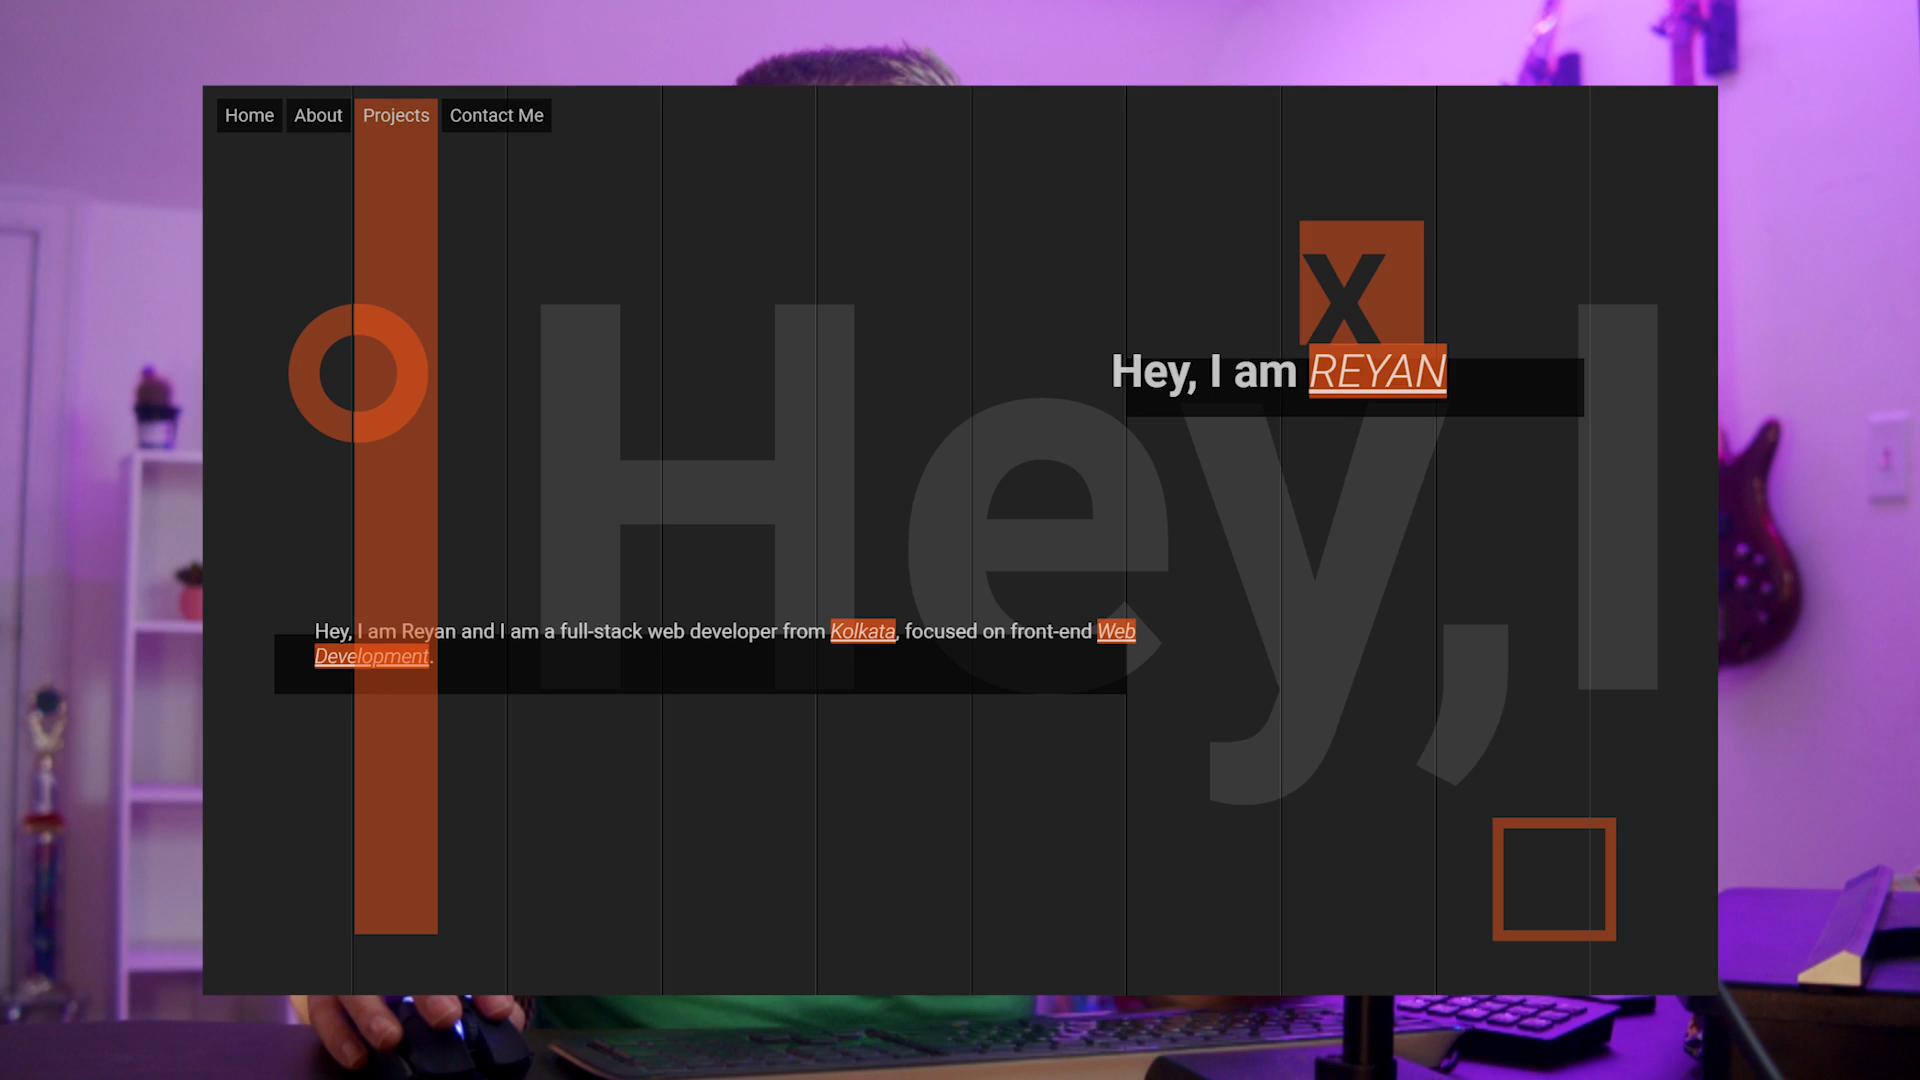 Home About Projects Contact Me
X
Hey, I am REYAN
Hey, I
Hey, I am Reyan and I am a full-stack web developer from Kolkata, focused on front-end Web
Development.